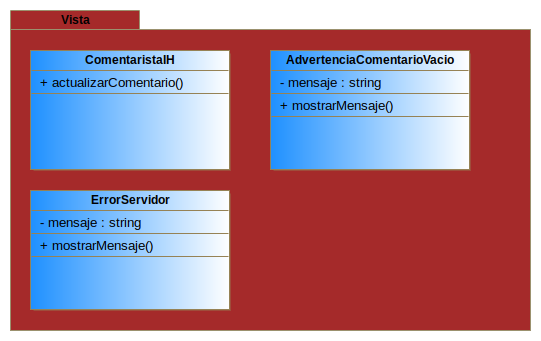 Vista
ComentaristaIH
+ actualizarComentario()
AdvertenciaComentarioVacio
- mensaje : string
+ mostrarMensaje()
ErrorServidor
- mensaje : string
+ mostrarMensaje()